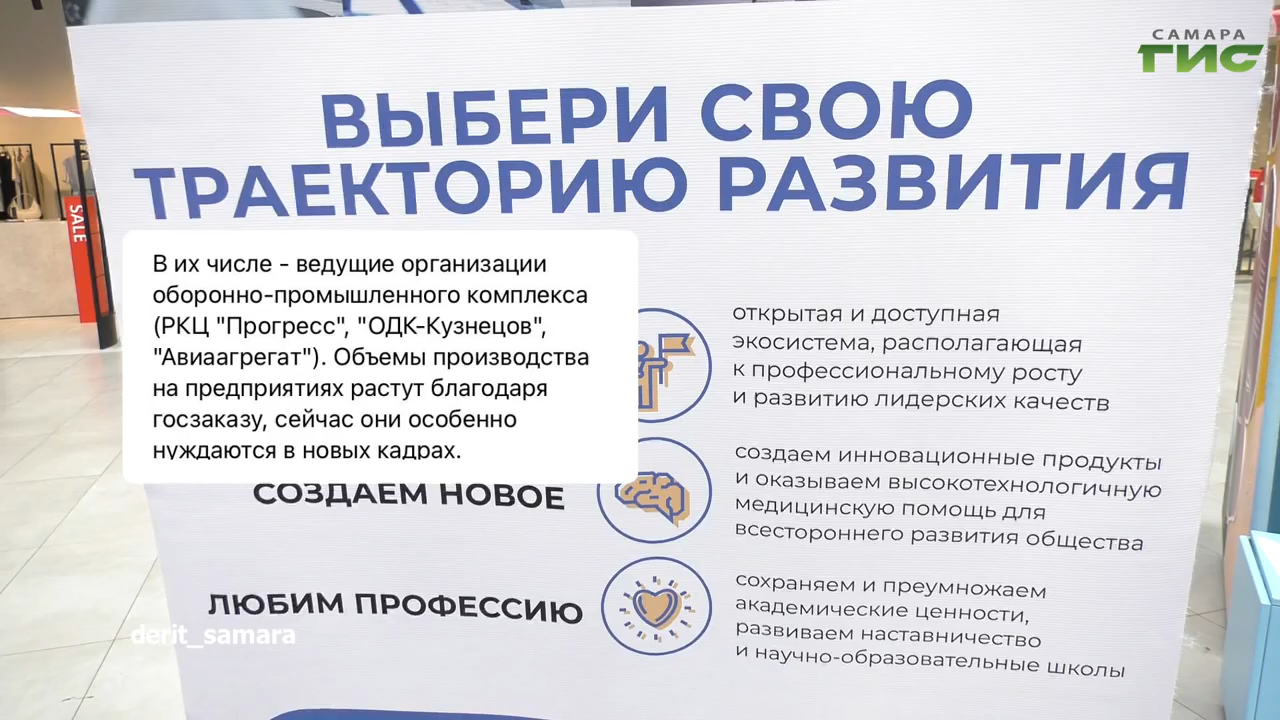 САМАРА
ГИС
ВЫБЕРИ СВОЮ
ТРАЕКТОРИЮ РАЗВИТИЯ
SALE
В их числе - ведущие организации
оборонно-промышленного комплекса
(РКЦ "Прогресс", "ОДК-Кузнецов",
"Авиаагрегат"). Объемы производства
на предприятиях растут благодаря
госзаказу, сейчас они особенно
нуждаются в новых кадрах.
открытая и доступная
экосистема, располагающая
к профессиональному росту
и развитию лидерских качеств
СОЗДАЕМ НОВОЕ
создаем инновационные продукты
и оказываем высокотехнологичную
медицинскую помощь для
всестороннего развития общества
ЛЮБИМ ПРОФЕССИЮ
сохраняем и преумножаем
академические ценности,
развиваем наставничество
и научно-образовательные школы
derit_samara